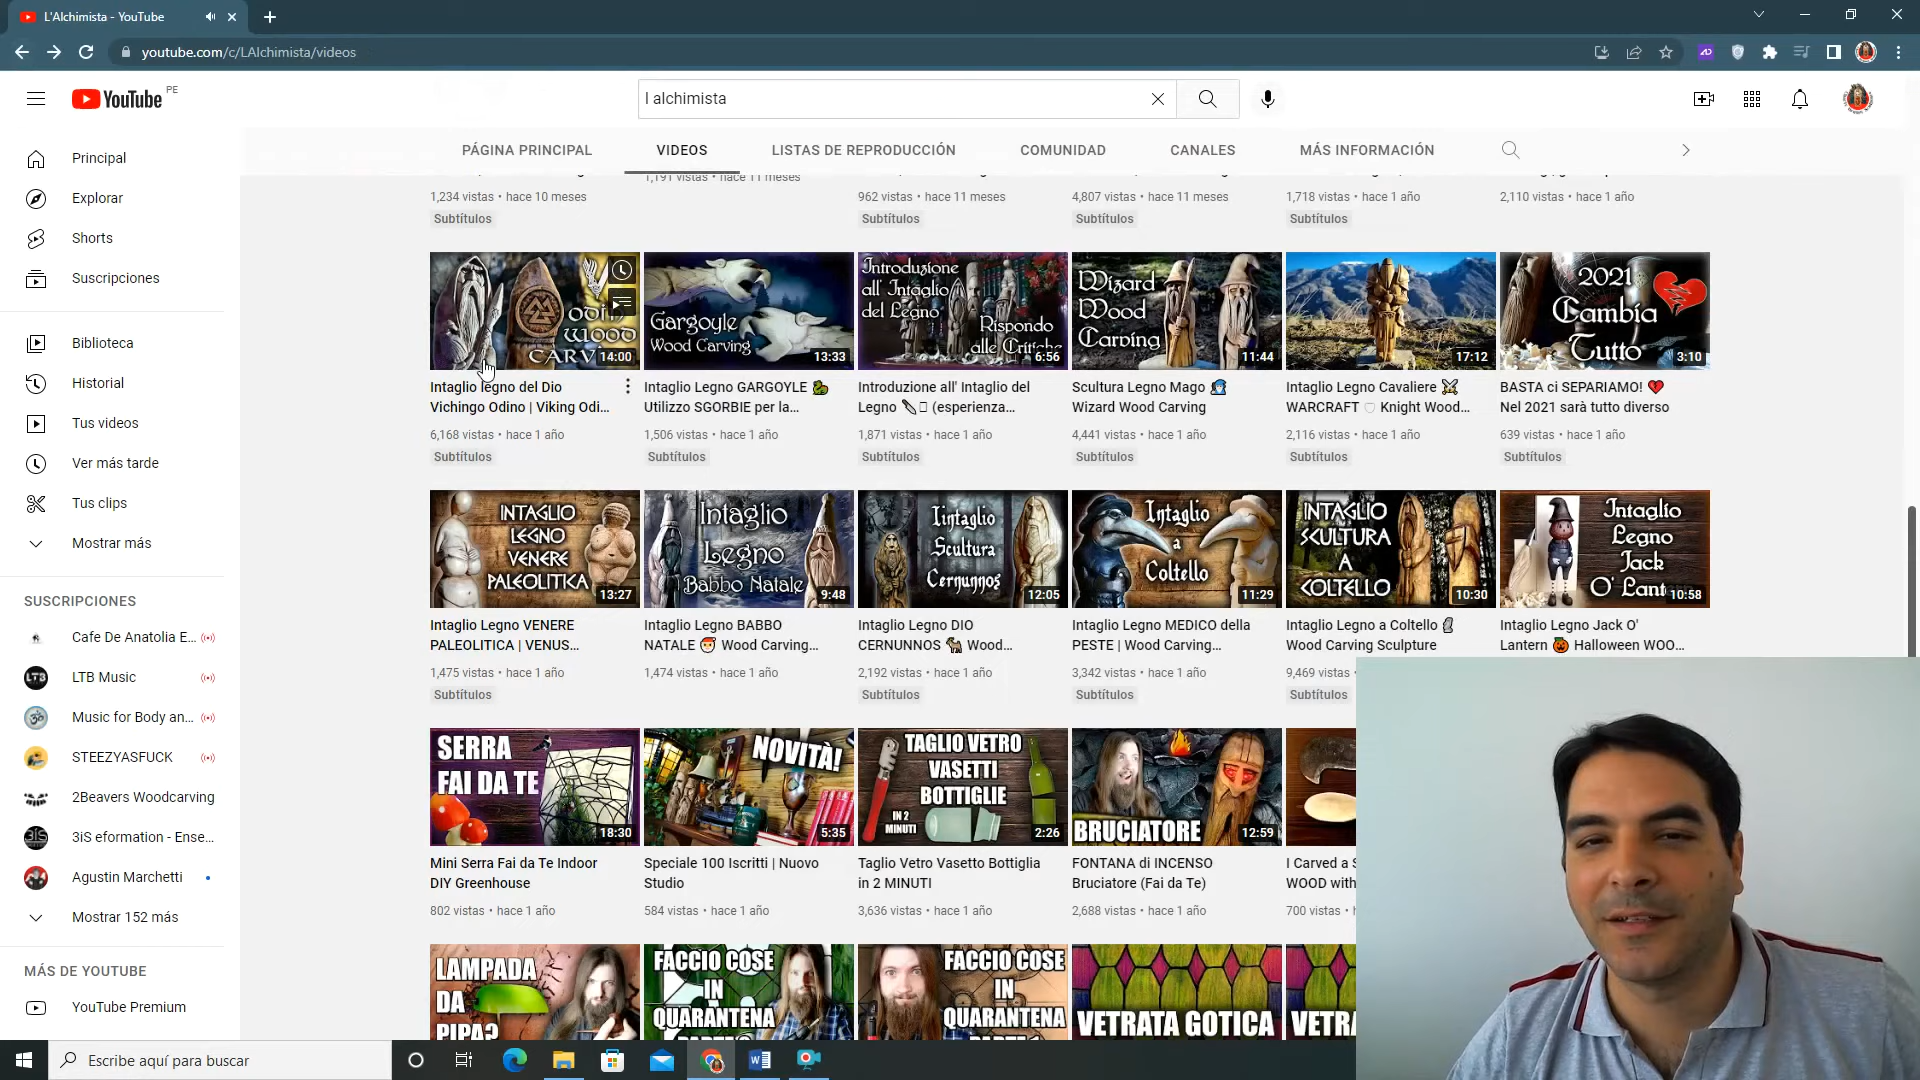 L'Alchimista - YouTube
youtube.com/c/LAlchimista/videos
YouTube PE
l alchimista
PÁGINA PRINCIPAL
VIDEOS
LISTAS DE REPRODUCCIÓN
COMUNIDAD
CANALES
MÁS INFORMACIÓN
Principal
Explorar
Shorts
Suscripciones
Biblioteca
Historial
Tus videos
Ver más tarde
Tus clips
Mostrar más
SUSCRIPCIONES
Cafe De Anatolia E...
LTB Music
Music for Body an...
STEEZYASFUCK
2Beavers Woodcarving
3iS eformation - Ense...
Agustin Marchetti
Mostrar 152 más
MÁS DE YOUTUBE
YouTube Premium
1,234 vistas • hace 10 meses
Subtítulos
1,191 vistas • hace 11 meses
962 vistas • hace 11 meses
Subtítulos
4,807 vistas • hace 11 meses
Subtítulos
1,718 vistas • hace 1 año
Subtítulos
2,110 vistas • hace 1 año
ODIN
WOOD
CARVI
14:00
Intaglio legno del Dio
Vichingo Odino | Viking Odi...
6,168 vistas • hace 1 año
Subtítulos
Gargoyle
Wood Carving
13:33
Intaglio Legno GARGOYLE 🐉
Utilizzo SGORBIE per la...
1,506 vistas • hace 1 año
Subtítulos
Introduzione
all' Intaglio
del Legno
Rispondo
alle Critiche
6:56
Introduzione all' Intaglio del
Legno (esperienza...
1,871 vistas • hace 1 año
Subtítulos
Wizard
Wood
Carving
11:44
Scultura Legno Mago
Wizard Wood Carving
4,441 vistas • hace 1 año
Subtítulos
17:12
Intaglio Legno Cavaliere ⚔
WARCRAFT Knight Wood...
2,116 vistas • hace 1 año
Subtítulos
2021
Cambia
Tutto
3:10
BASTA ci SEPARIAMO! 💔
Nel 2021 sarà tutto diverso
639 vistas • hace 1 año
Subtítulos
INTAGLIO
LEGNO
VENERE
PALEOLITICA
13:27
Intaglio Legno VENERE
PALEOLITICA | VENUS...
1,475 vistas • hace 1 año
Subtítulos
Intaglio
Legno
Babbo Natale
9:48
Intaglio Legno BABBO
NATALE 🎅 Wood Carving...
1,474 vistas • hace 1 año
Intaglio
Scultura
Cernunnos
12:05
Intaglio Legno DIO
CERNUNNOS 🐐 Wood...
2,192 vistas • hace 1 año
Subtítulos
Intaglio
a
Coltello
11:29
Intaglio Legno MEDICO della
PESTE | Wood Carving...
3,342 vistas • hace 1 año
Subtítulos
INTAGLIO
SCULTURA
A
COLTELLO
10:30
Intaglio Legno a Coltello
Wood Carving Sculpture
9,469 vistas •
Subtítulos
Intaglio
Legno
Jack
O' Lant
10:58
Intaglio Legno Jack O'
Lantern 🎃 Halloween WOO...
SERRA
FAI DA TE
18:30
Mini Serra Fai da Te Indoor
DIY Greenhouse
802 vistas • hace 1 año
NOVITÀ!
5:35
Speciale 100 Iscritti | Nuovo
Studio
584 vistas • hace 1 año
TAGLIO VETRO
VASETTI
BOTTIGLIE
IN 2
MINUTI
2:26
Taglio Vetro Vasetto Bottiglia
in 2 MINUTI
3,636 vistas • hace 1 año
BRUCIATORE
12:59
FONTANA di INCENSO
Bruciatore (Fai da Te)
2,688 vistas • hace 1 año
I Carved a
WOOD with
700 vistas •
LAMPADA
DA
PIPA?
FACCIO COSE
IN
QUARANTENA
FACCIO COSE
IN
QUARANTENA
VETRATA GOTICA
VETRA
Escribe aquí para buscar